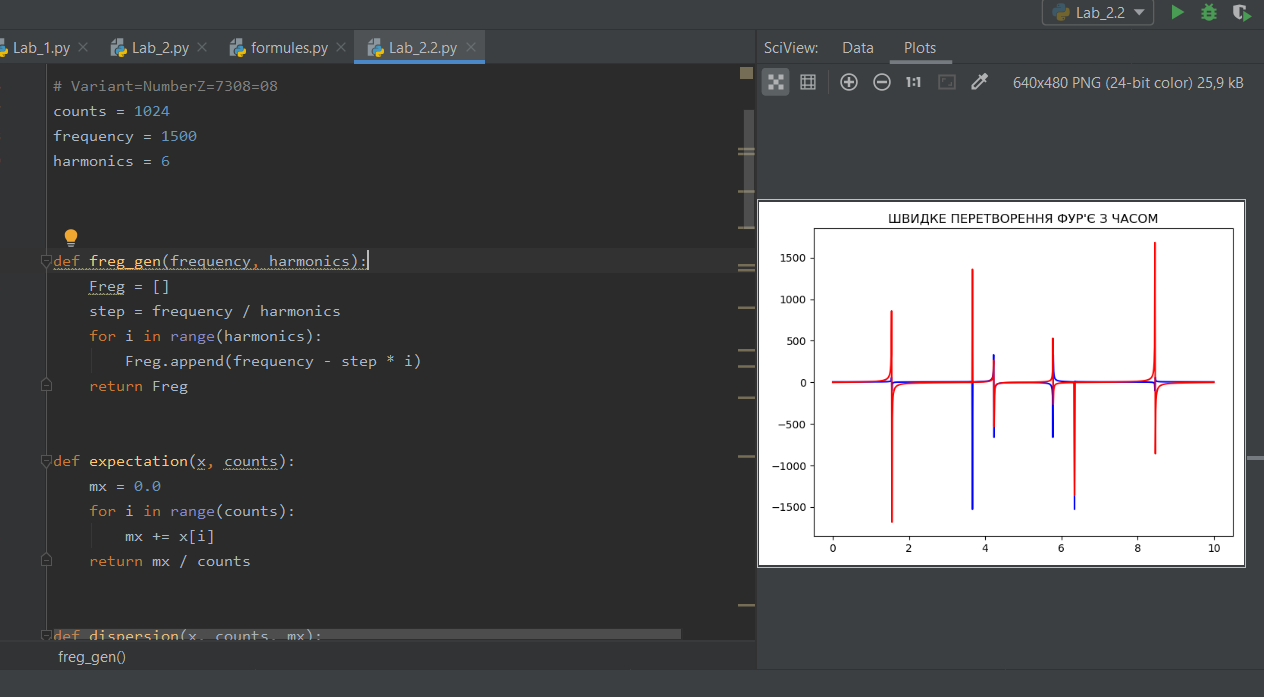 Lab_2.2
Lab_1.py
Lab_2.py
formules.py
Lab_2.2.py
SciView:
Data
Plots
1:1
640x480 PNG (24-bit color) 25,9 kB
# Variant=NumberZ=7308=08
counts = 1024
frequency = 1500
harmonics = 6
def freg_gen(frequency, harmonics):
Freg = []
step = frequency / harmonics
for i in range(harmonics):
Freg.append(frequency - step * i)
return Freg
def expectation(x, counts):
mx = 0.0
for i in range(counts):
mx += x[i]
return mx / counts
def dispersion(x, counts, mx):
freg_gen()
ШВИДКЕ ПЕРЕТВОРЕННЯ ФУР'Є З ЧАСОМ
1500
1000
500
0
−500
−1000
−1500
0 2 4 6 8 10